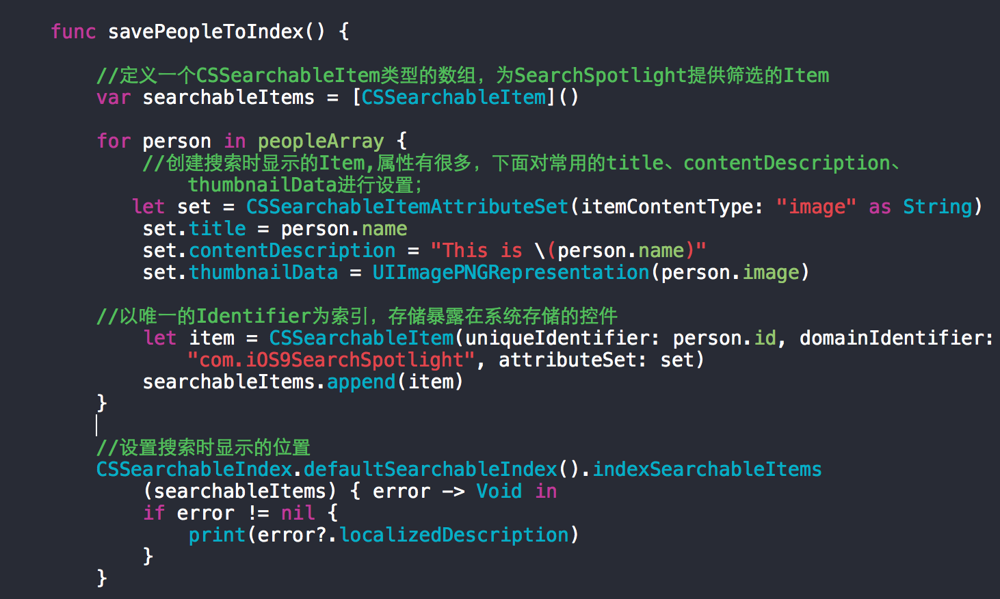 func savePeopleToIndex() {
//定义一个CSSearchableItem类型的数组，为SearchSpotlight提供筛选的Item
var searchableItems = [CSSearchableItem]()
for person in peopleArray {
//创建搜索时显示的Item,属性有很多，下面对常用的title、contentDescription、
thumbnailData进行设置；
let set = CSSearchableItemAttributeSet(itemContentType: "image" as String)
set.title = person.name
set.contentDescription = "This is \(person.name)"
set.thumbnailData = UIImagePNGRepresentation(person.image)
//以唯一的Identifier为索引，存储暴露在系统存储的控件
let item = CSSearchableItem(uniqueIdentifier: person.id, domainIdentifier:
"com.iOS9SearchSpotlight", attributeSet: set)
searchableItems.append(item)
}
//设置搜索时显示的位置
CSSearchableIndex.defaultSearchableIndex().indexSearchableItems
(searchableItems) { error -> Void in
if error != nil {
print(error?.localizedDescription)
}
}